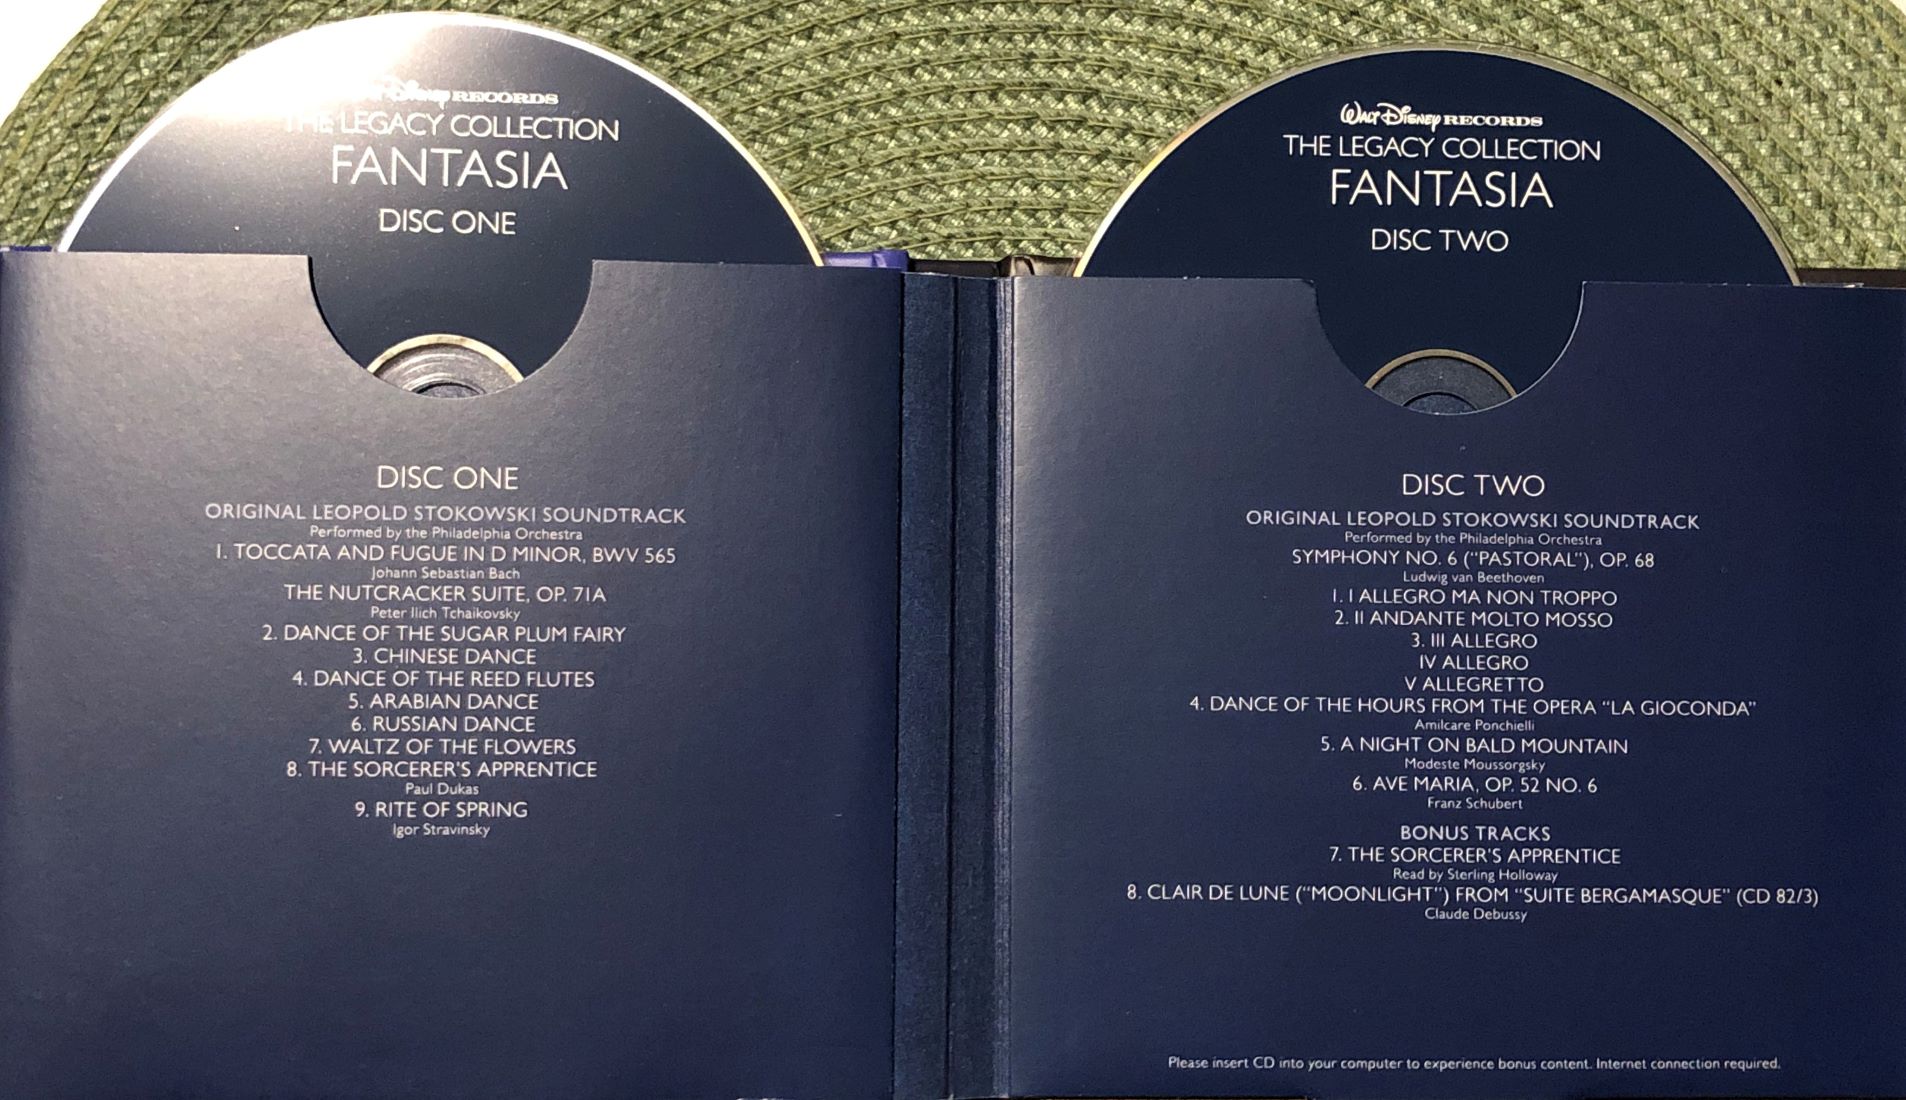 Disney RECORDS
THE LEGACY COLLECTION
FANTASIA
DISC ONE
DISC ONE
ORIGINAL LEOPOLD STOKOWSKI SOUNDTRACK
Performed by the Philadelphia Orchestra
1. TOCCATA AND FUGUE IN D MINOR, BWV 565
Johann Sebastian Bach
THE NUTCRACKER SUITE, OP. 71A
Peter Ilich Tchaikovsky
2. DANCE OF THE SUGAR PLUM FAIRY
3. CHINESE DANCE
4. DANCE OF THE REED FLUTES
5. ARABIAN DANCE
6. RUSSIAN DANCE
7. WALTZ OF THE FLOWERS
8. THE SORCERER'S APPRENTICE
Paul Dukas
9. RITE OF SPRING
Igor Stravinsky
WALT DISNEY RECORDS
THE LEGACY COLLECTION
FANTASIA
DISC TWO
DISC TWO
ORIGINAL LEOPOLD STOKOWSKI SOUNDTRACK
Performed by the Philadelphia Orchestra
SYMPHONY NO. 6 ("PASTORAL"), OP. 68
Ludwig van Beethoven
1. I ALLEGRO MA NON TROPPO
2. II ANDANTE MOLTO MOSSO
3. III ALLEGRO
IV ALLEGRO
V ALLEGRETTO
4. DANCE OF THE HOURS FROM THE OPERA "LA GIOCONDA"
Amilcare Ponchielli
5. A NIGHT ON BALD MOUNTAIN
Modeste Moussorgsky
6. AVE MARIA, OP. 52 NO. 6
Franz Schubert
BONUS TRACKS
7. THE SORCERER'S APPRENTICE
Read by Sterling Holloway
8. CLAIR DE LUNE ("MOONLIGHT") FROM "SUITE BERGAMASQUE" (CD 82/3)
Claude Debussy
Please insert CD into your computer to experience bonus content. Internet connection required.